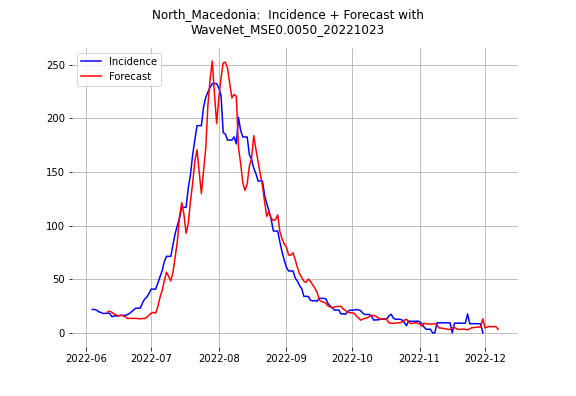 North_Macedonia:  Incidence + Forecast with
WaveNet_MSE0.0050_20221023
Incidence
Forecast
250
200
150
100
50
0
2022-06 2022-07 2022-08 2022-09 2022-10 2022-11 2022-12